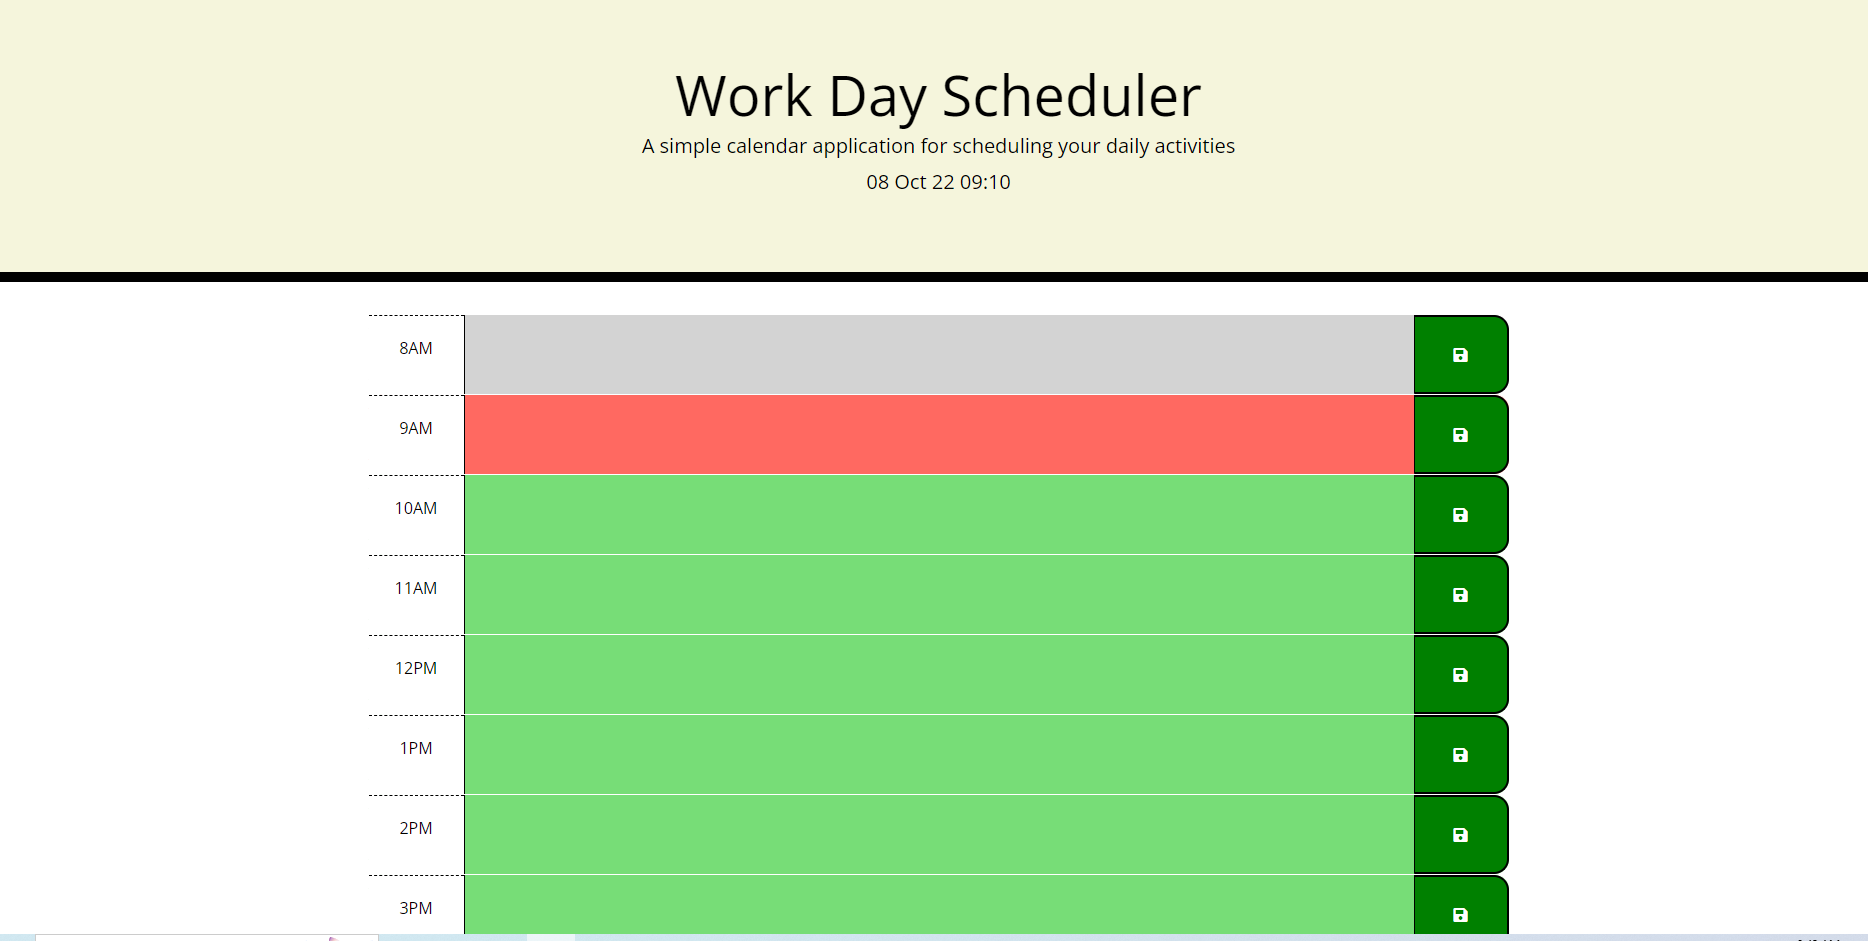 Work Day Scheduler
A simple calendar application for scheduling your daily activities
08 Oct 22 09:10
8AM
9AM
10AM
11AM
12PM
1PM
2PM
3PM